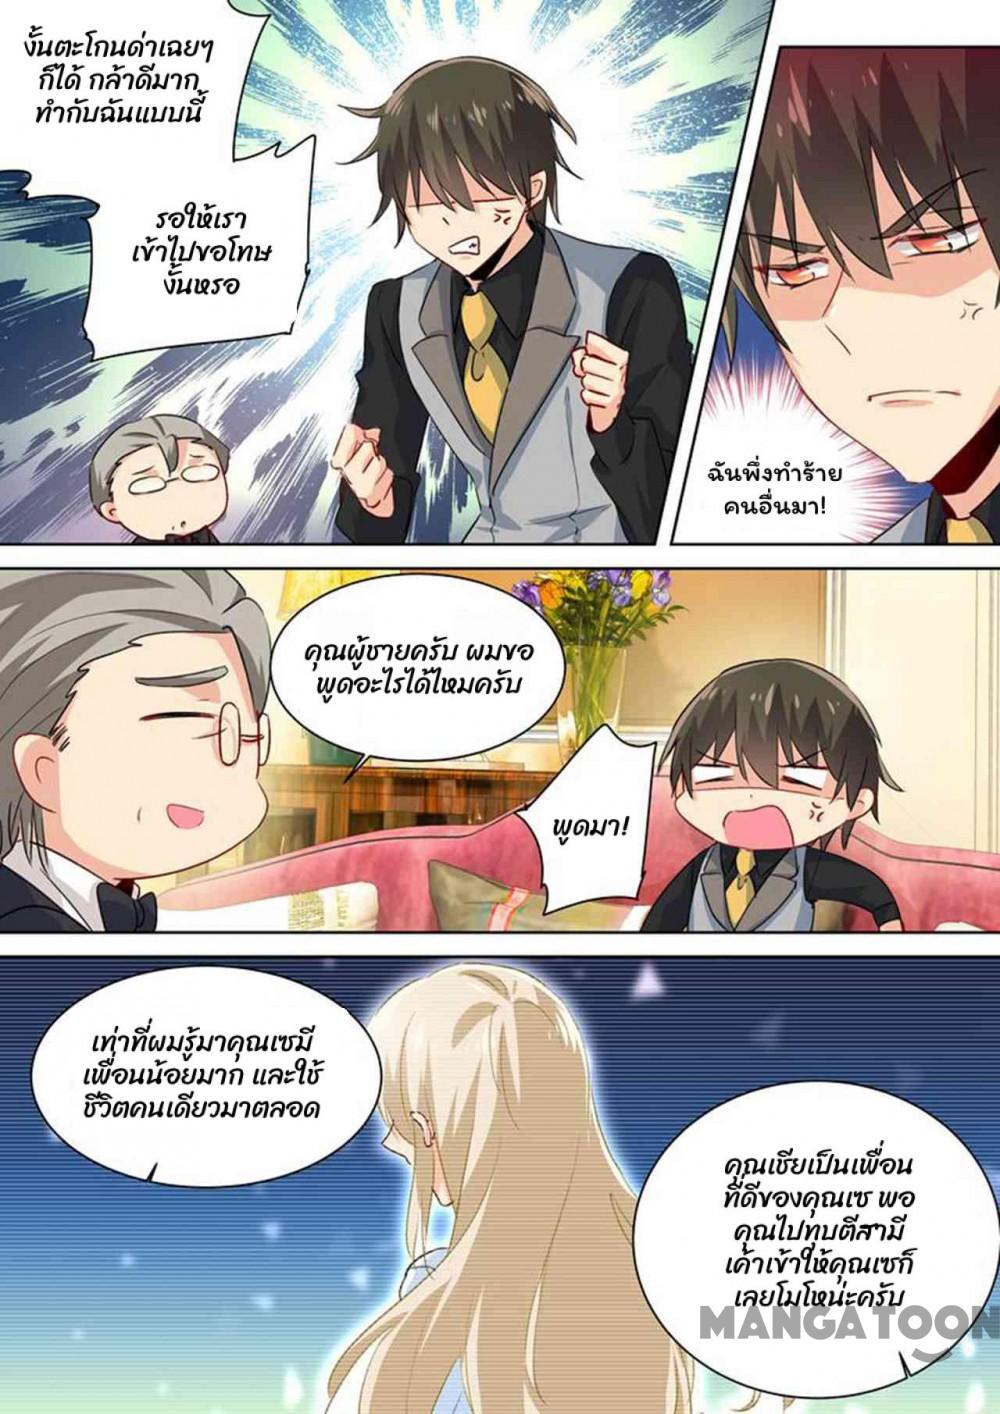 งั้นตะโกนด่าเฉยๆ
ก็ได้ กล้าดีมาก
ทำกับฉันแบบนี้
รอให้เรา
เข้าไปขอโทษ
งั้นหรอ
ฉันพึ่งทำร้าย
คนอื่นมา!
คุณผู้ชายครับ ผมขอ
พูดอะไรได้ไหมครับ
พูดมา!
เท่าที่ผมรู้มาคุณเซมี
เพื่อนน้อยมาก และใช้
ชีวิตคนเดียวมาตลอด
คุณเชียเป็นเพื่อน
ที่ดีของคุณเซ พอ
คุณไปทุบตีสามี
เค้าเข้าให้คุณเซก็
เลยโมโหน่ะครับ
MANGATOON